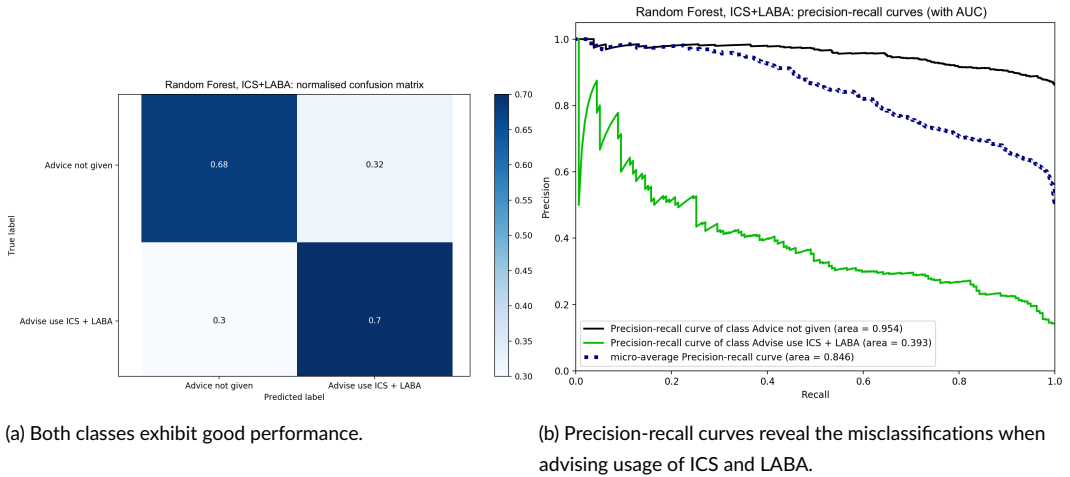 Random Forest, ICS+LABA: normalised confusion matrix
True label
Advice not given
Advise use ICS + LABA
0.68
0.32
0.3
0.7
Advice not given
Advise use ICS + LABA
Predicted label
0.70
0.65
0.60
0.55
0.50
0.45
0.40
0.35
0.30
(a) Both classes exhibit good performance.
Random Forest, ICS+LABA: precision-recall curves (with AUC)
Precision
1.0
0.8
0.6
0.4
0.2
0.0
Precision-recall curve of class Advice not given (area = 0.954)
Precision-recall curve of class Advise use ICS + LABA (area = 0.393)
micro-average Precision-recall curve (area = 0.846)
0.0
0.2
0.4
0.6
0.8
1.0
Recall
(b) Precision-recall curves reveal the misclassifications when
advising usage of ICS and LABA.